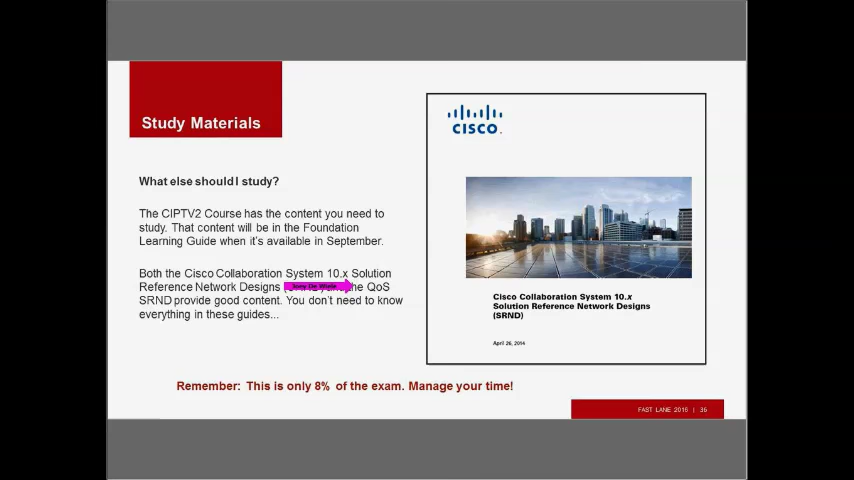 Study Materials
What else should I study?
The CIPTV2 Course has the content you need to
study. That content will be in the Foundation
Learning Guide when it's available in September.
Both the Cisco Collaboration System 10.x Solution
Reference Network Designs the QoS
SRND provide good content. You don't need to know
everything in these guides...
CISCO.
Cisco Collaboration System 10.x
Solution Reference Network Designs
(SRND)
April 26, 2014
Remember: This is only 8% of the exam. Manage your time!
FAST LANE 2016 | 36